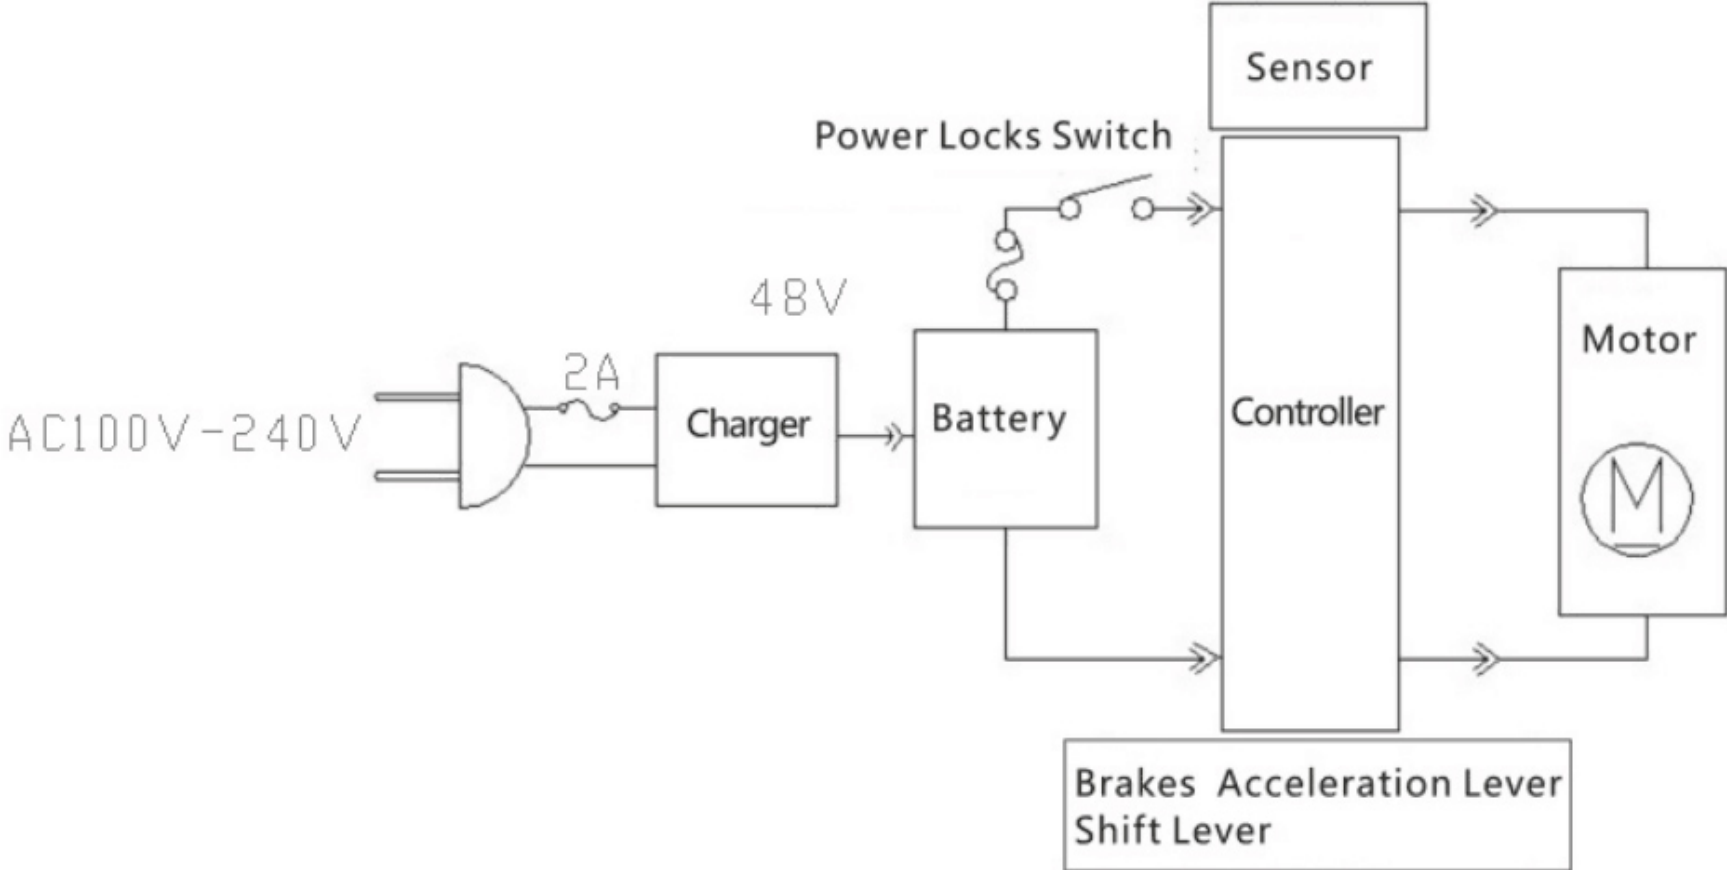 Sensor
Power Locks Switch
48V
Motor
2A
AC100V-240V
Charger
Battery
Controller
M
Brakes Acceleration Lever
Shift Lever